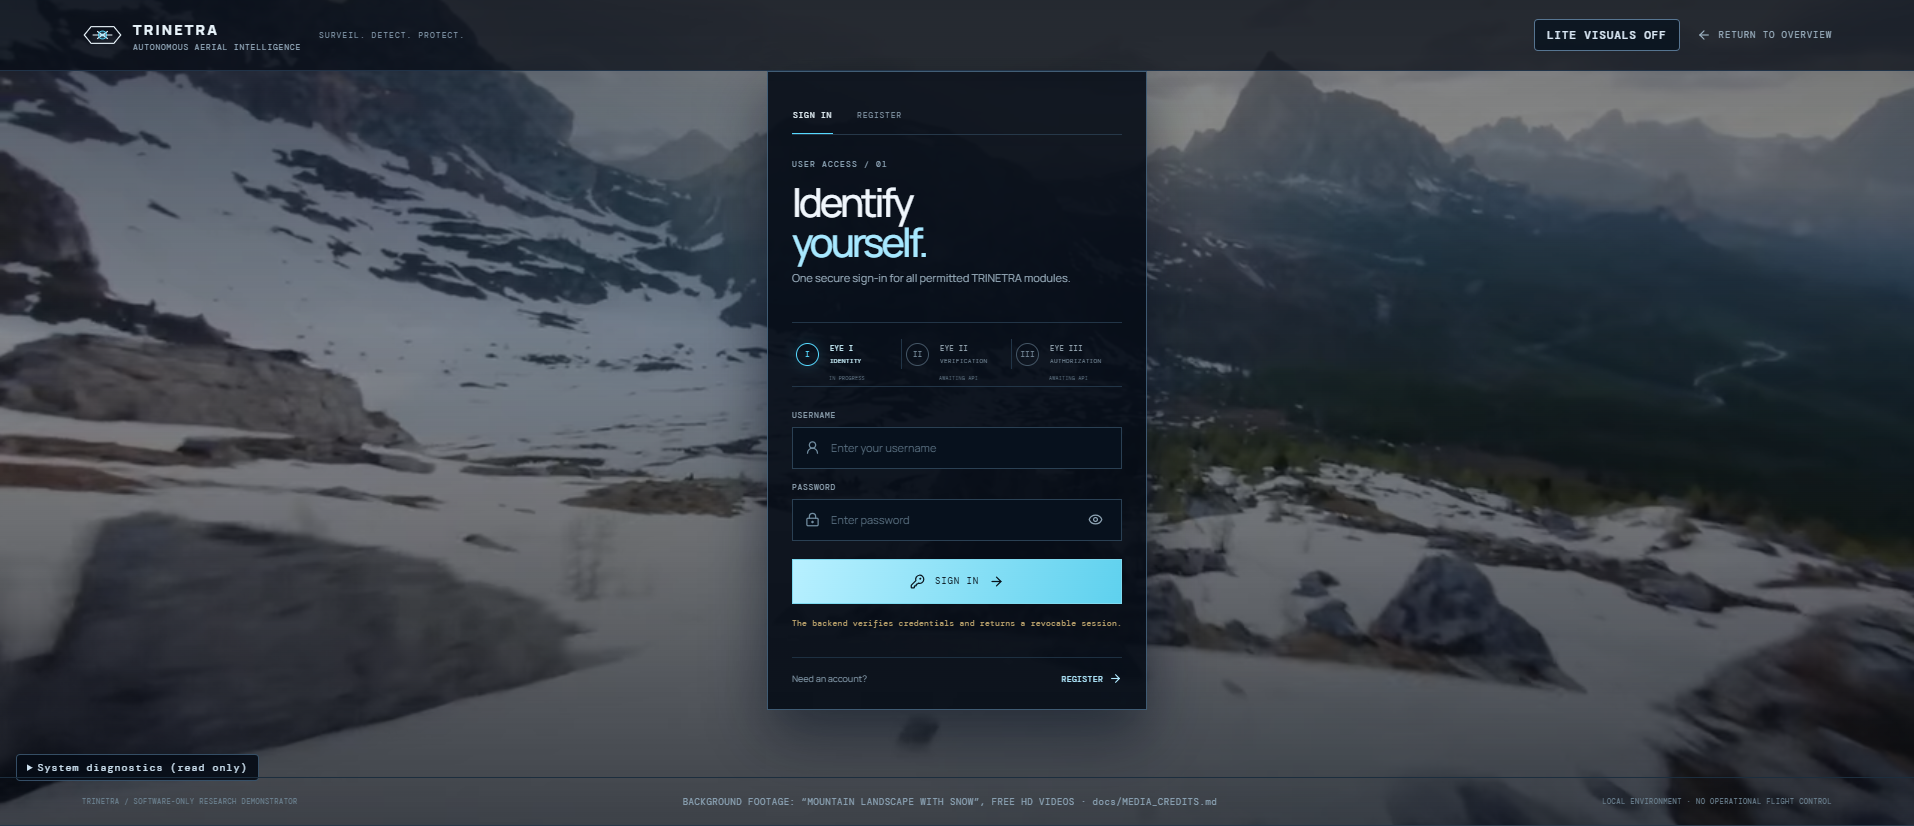 TRINETRA
AUTONOMOUS AERIAL INTELLIGENCE
SURVEIL. DETECT. PROTECT.
LITE VISUALS OFF
RETURN TO OVERVIEW
SIGN IN
REGISTER
USER ACCESS / 01
Identify
yourself.
One secure sign-in for all permitted TRINETRA modules.
I
EYE I
IDENTITY
IN PROGRESS
II
EYE II
VERIFICATION
AWAITING API
III
EYE III
AUTHORIZATION
AWAITING API
USERNAME
Enter your username
PASSWORD
Enter password
SIGN IN
The backend verifies credentials and returns a revocable session.
Need an account?
REGISTER
System diagnostics (read only)
TRINETRA / SOFTWARE-ONLY RESEARCH DEMONSTRATOR
BACKGROUND FOOTAGE: “MOUNTAIN LANDSCAPE WITH SNOW”, FREE HD VIDEOS · docs/MEDIA_CREDITS.md
LOCAL ENVIRONMENT · NO OPERATIONAL FLIGHT CONTROL